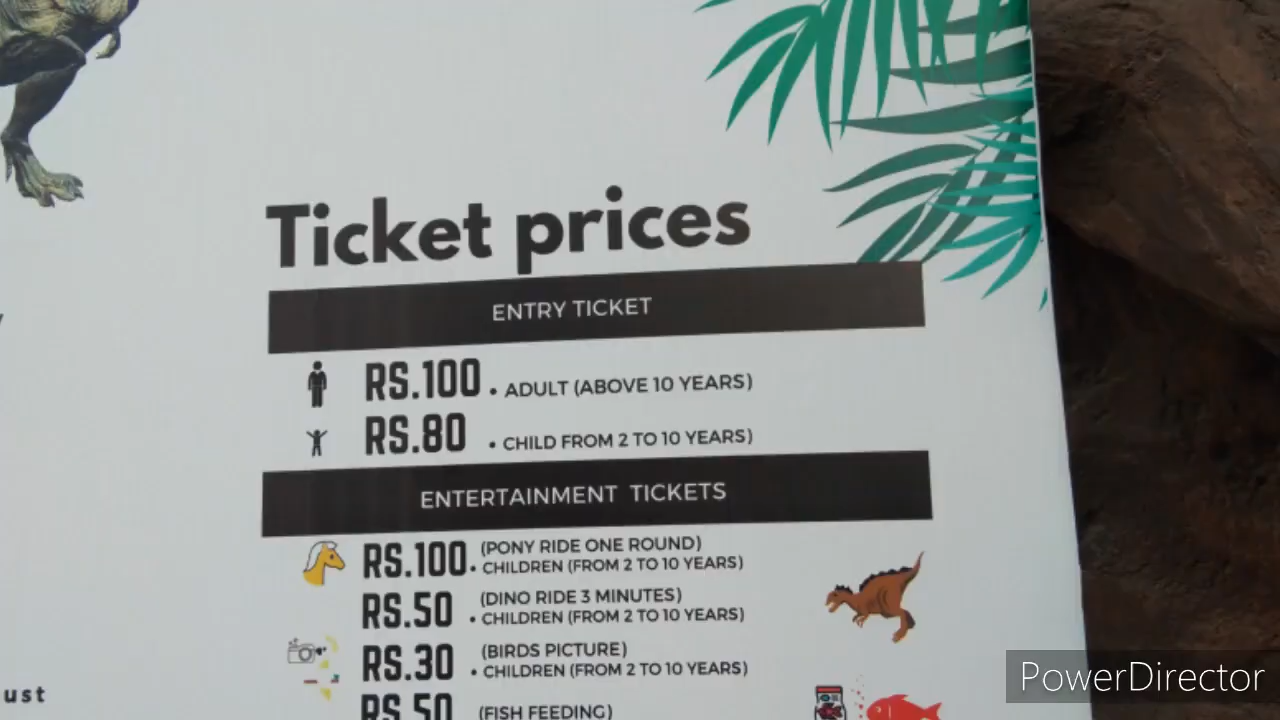 Ticket prices
ENTRY TICKET
RS.100 • ADULT (ABOVE 10 YEARS)
RS.80 • CHILD FROM 2 TO 10 YEARS)
ENTERTAINMENT TICKETS
RS.100 (PONY RIDE ONE ROUND)
• CHILDREN (FROM 2 TO 10 YEARS)
RS.50 (DINO RIDE 3 MINUTES)
• CHILDREN (FROM 2 TO 10 YEARS)
RS.30 (BIRDS PICTURE)
• CHILDREN (FROM 2 TO 10 YEARS)
RS.50 (FISH FEEDING)
ust
PowerDirector